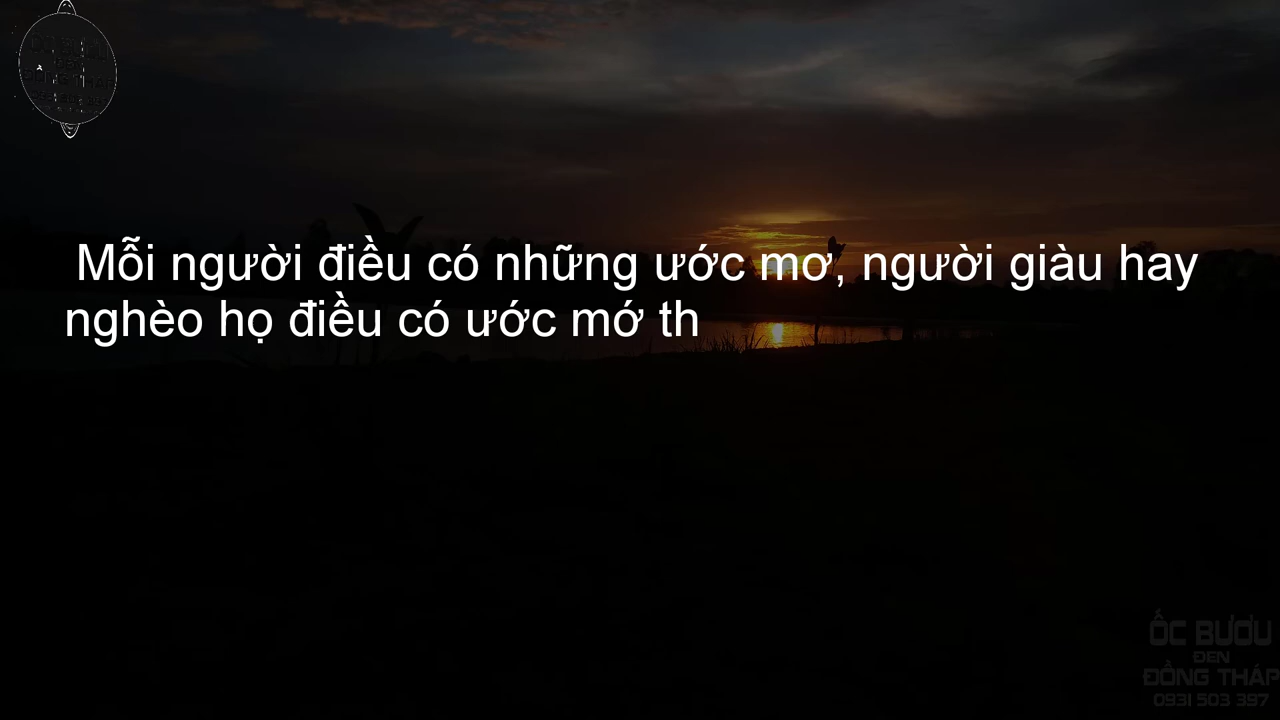 Mỗi người điều có những ước mơ, người giàu hay
nghèo họ điều có ước mớ th
ỐC BƯƠU
ĐEN
ĐỒNG THÁP
0931 503 397